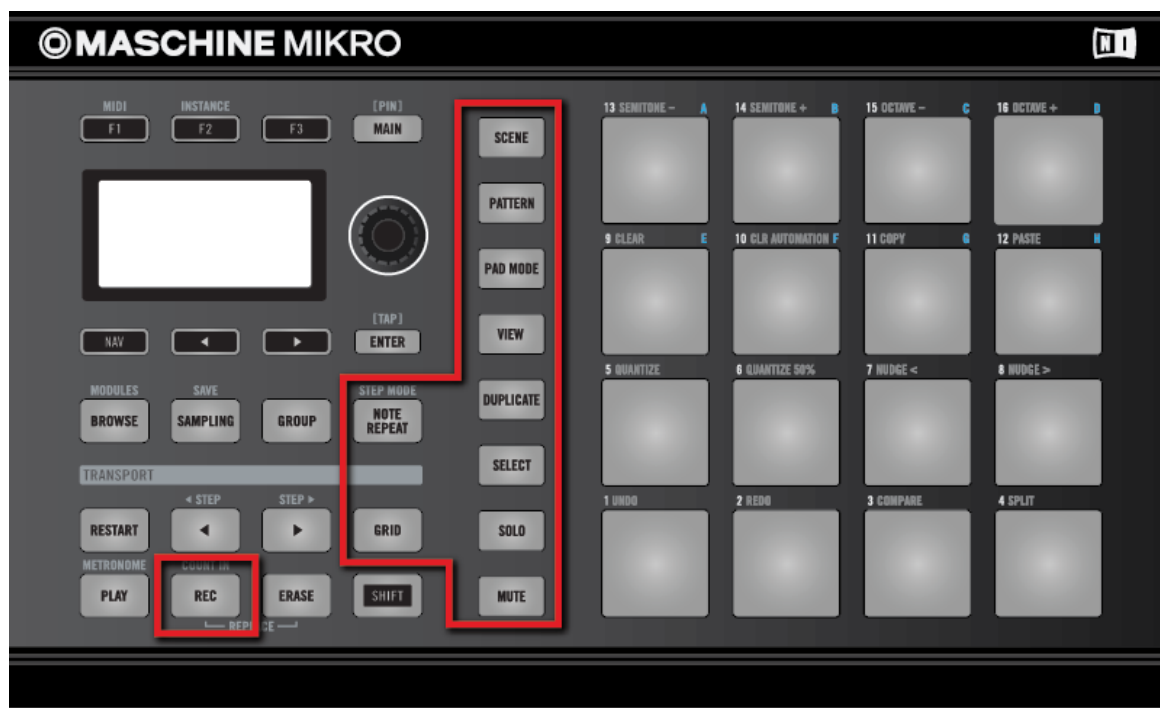 MASCHINE MIKRO
NI
MIDI INSTANCE [PIN]
F1 F2 F3 MAIN
NAV ◀ ▶
[TAP]
ENTER
MODULES SAVE STEP MODE
BROWSE SAMPLING GROUP NOTE REPEAT
TRANSPORT
◀ STEP STEP ▶
RESTART ◀ ▶ GRID
METRONOME COUNT IN
PLAY REC ERASE SHIFT
REPLACE
SCENE
PATTERN
PAD MODE
VIEW
DUPLICATE
SELECT
SOLO
MUTE
13 SEMITONE – A 14 SEMITONE + B 15 OCTAVE – C 16 OCTAVE + D
9 CLEAR E 10 CLR AUTOMATION F 11 COPY G 12 PASTE H
5 QUANTIZE 6 QUANTIZE 50% 7 NUDGE < 8 NUDGE >
1 UNDO 2 REDO 3 COMPARE 4 SPLIT